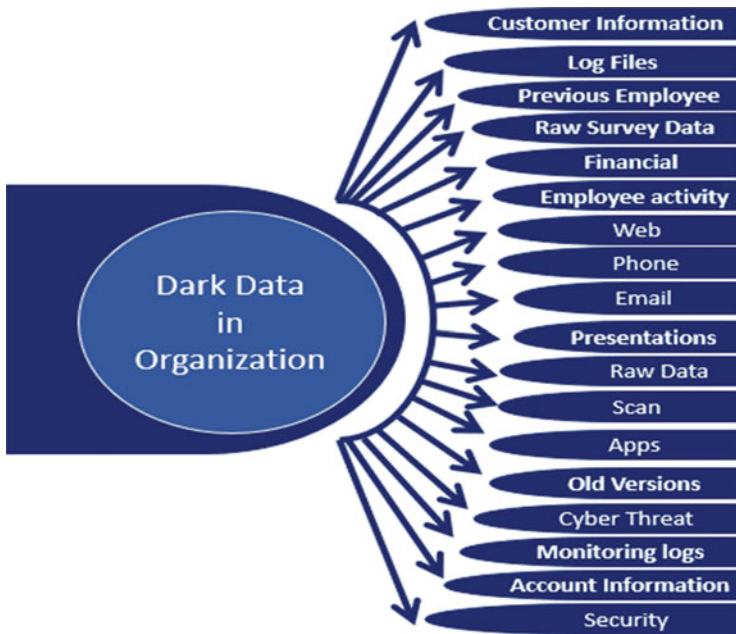 Dark Data
in
Organization
Customer Information
Log Files
Previous Employee
Raw Survey Data
Financial
Employee activity
Web
Phone
Email
Presentations
Raw Data
Scan
Apps
Old Versions
Cyber Threat
Monitoring logs
Account Information
Security